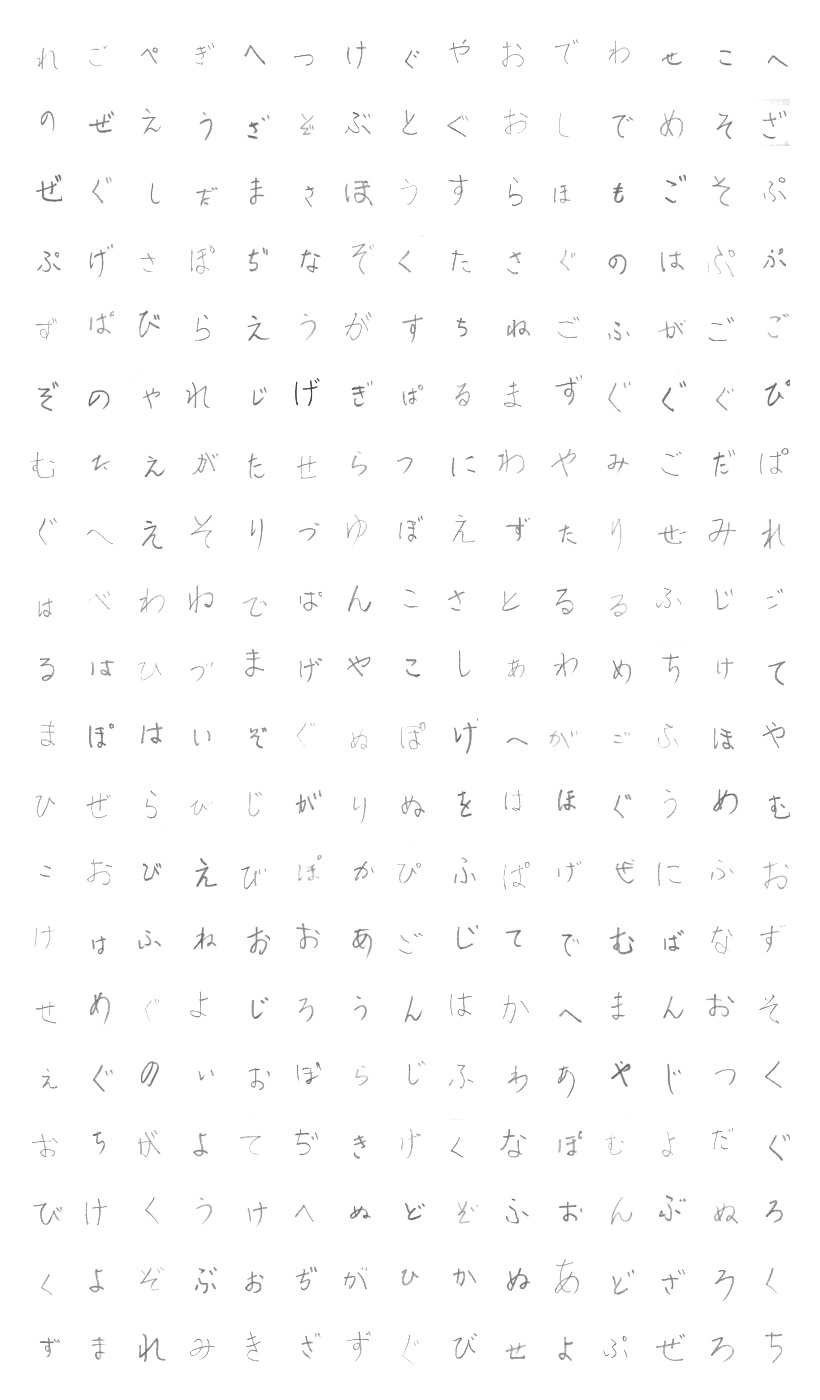 れごぺぎへつけぐやおでわせこへ
のぜえうざぞぶとぐおしでめそざ
ぜぐしだまさほうすらほもごそぷ
ぷげさぽぢなぞくたさぐのはぷぷ
ずぱびらえうがすちねごふがごご
ぞのやれじげぎぱるまずぐぐぐぴ
むたえがたせらつにわやみごだぱ
ぐへえそりづゆぼえずたりぜみれ
はべわねでぱんこさとるるふじご
るはひづまげやこしあわめちけて
まぽはいぞぐぬぽげへがごふほや
ひぜらびじがりぬをはほぐうめむ
こおびえびぽかぴふぱげぜにふお
けはふねおおあごじてでむばなず
せめぐよじろうんはかへまんおそ
えぐのいおぼらじふわあやじつく
おちがよてぢきげくなぽむよだぐ
びけくうけへぬどぞふおんぶぬろ
くよぞぶおぢがひかぬあどざろく
ずまれみきざずぐびせよぷぜろち